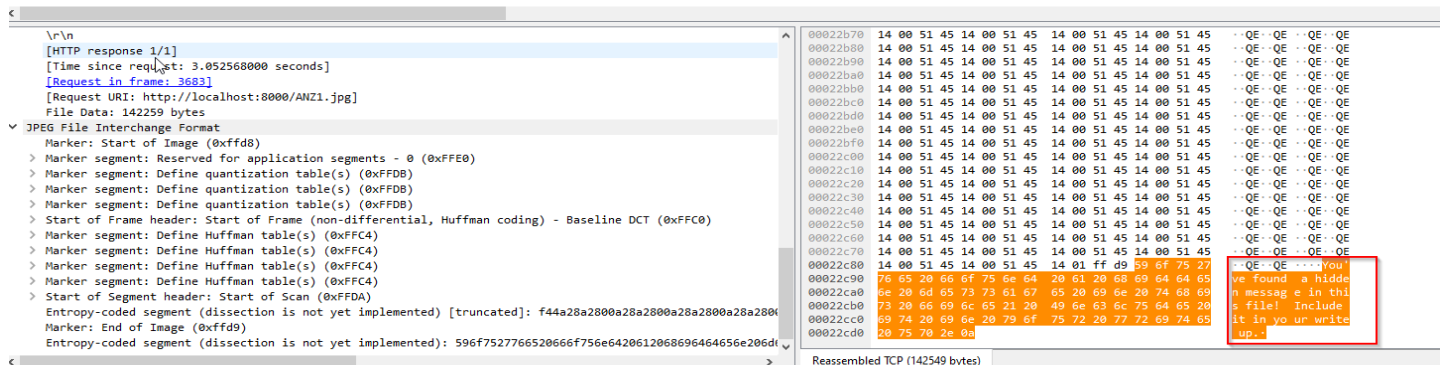 \r\n
[HTTP response 1/1]
[Time since request: 3.052568000 seconds]
[Request in frame: 3683]
[Request URI: http://localhost:8000/ANZ1.jpg]
File Data: 142259 bytes
JPEG File Interchange Format
Marker: Start of Image (0xffd8)
Marker segment: Reserved for application segments - 0 (0xFFE0)
Marker segment: Define quantization table(s) (0xFFDB)
Marker segment: Define quantization table(s) (0xFFDB)
Marker segment: Define quantization table(s) (0xFFDB)
Start of Frame header: Start of Frame (non-differential, Huffman coding) - Baseline DCT (0xFFC0)
Marker segment: Define Huffman table(s) (0xFFC4)
Marker segment: Define Huffman table(s) (0xFFC4)
Marker segment: Define Huffman table(s) (0xFFC4)
Marker segment: Define Huffman table(s) (0xFFC4)
Start of Segment header: Start of Scan (0xFFDA)
Entropy-coded segment (dissection is not yet implemented) [truncated]: f44a28a2800a28a2800a28a2800a28a2800
Marker: End of Image (0xffd9)
Entropy-coded segment (dissection is not yet implemented): 596f7527766520666f756e6420612068696464656e206d6
00022b70 14 00 51 45 14 00 51 45 14 00 51 45 14 00 51 45 ··QE··QE ··QE··QE
00022b80 14 00 51 45 14 00 51 45 14 00 51 45 14 00 51 45 ··QE··QE ··QE··QE
00022b90 14 00 51 45 14 00 51 45 14 00 51 45 14 00 51 45 ··QE··QE ··QE··QE
00022ba0 14 00 51 45 14 00 51 45 14 00 51 45 14 00 51 45 ··QE··QE ··QE··QE
00022bb0 14 00 51 45 14 00 51 45 14 00 51 45 14 00 51 45 ··QE··QE ··QE··QE
00022bc0 14 00 51 45 14 00 51 45 14 00 51 45 14 00 51 45 ··QE··QE ··QE··QE
00022bd0 14 00 51 45 14 00 51 45 14 00 51 45 14 00 51 45 ··QE··QE ··QE··QE
00022be0 14 00 51 45 14 00 51 45 14 00 51 45 14 00 51 45 ··QE··QE ··QE··QE
00022bf0 14 00 51 45 14 00 51 45 14 00 51 45 14 00 51 45 ··QE··QE ··QE··QE
00022c00 14 00 51 45 14 00 51 45 14 00 51 45 14 00 51 45 ··QE··QE ··QE··QE
00022c10 14 00 51 45 14 00 51 45 14 00 51 45 14 00 51 45 ··QE··QE ··QE··QE
00022c20 14 00 51 45 14 00 51 45 14 00 51 45 14 00 51 45 ··QE··QE ··QE··QE
00022c30 14 00 51 45 14 00 51 45 14 00 51 45 14 00 51 45 ··QE··QE ··QE··QE
00022c40 14 00 51 45 14 00 51 45 14 00 51 45 14 00 51 45 ··QE··QE ··QE··QE
00022c50 14 00 51 45 14 00 51 45 14 00 51 45 14 00 51 45 ··QE··QE ··QE··QE
00022c60 14 00 51 45 14 00 51 45 14 00 51 45 14 00 51 45 ··QE··QE ··QE··QE
00022c70 14 00 51 45 14 00 51 45 14 00 51 45 14 00 51 45 ··QE··QE ··QE··QE
00022c80 14 00 51 45 14 00 51 45 14 01 ff d9 59 6f 75 27 ··QE··QE ····You'
00022c90 76 65 20 66 6f 75 6e 64 20 61 20 68 69 64 64 65 ve found a hidde
00022ca0 6e 20 6d 65 73 73 61 67 65 20 69 6e 20 74 68 69 n messag e in thi
00022cb0 73 20 66 69 6c 65 21 20 49 6e 63 6c 75 64 65 20 s file! Include
00022cc0 69 74 20 69 6e 20 79 6f 75 72 20 77 72 69 74 65 it in yo ur write
00022cd0 20 75 70 2e 0a up.·
Reassembled TCP (142549 bytes)